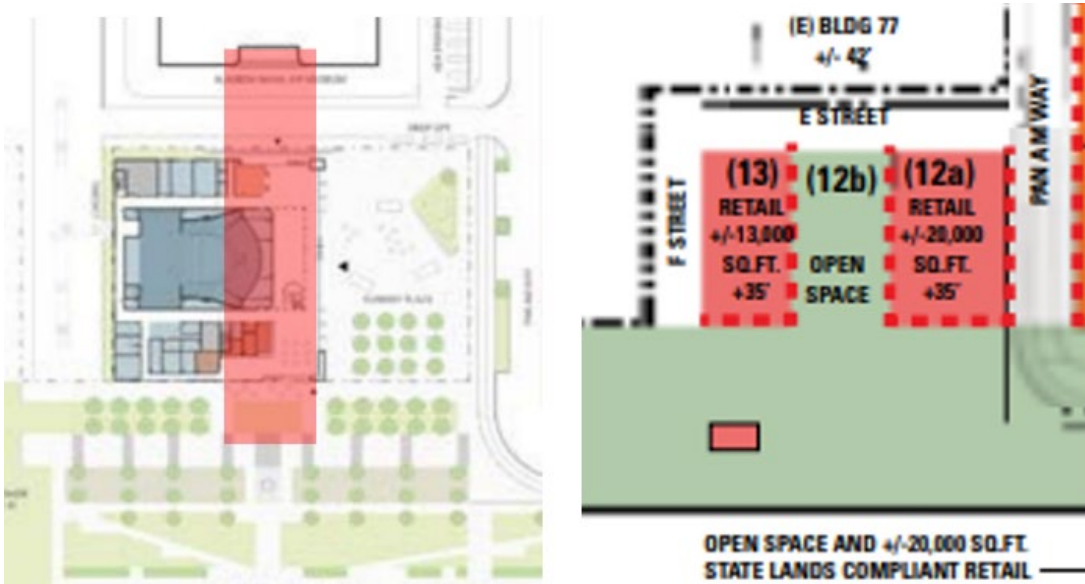 (E) BLDG 77
+/- 42'
E STREET
F STREET
PAN AM WAY
(13)
RETAIL
+/-13,000
SQ.FT.
+35'
(12b)
OPEN
SPACE
(12a)
RETAIL
+/-20,000
SQ.FT.
+35'
OPEN SPACE AND +/-20,000 SQ.FT.
STATE LANDS COMPLIANT RETAIL